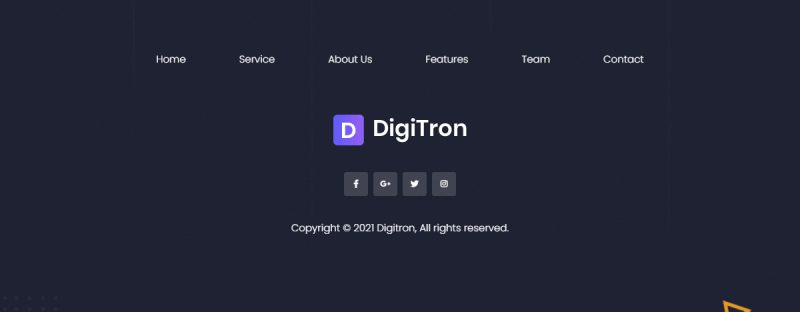 Home Service About Us Features Team Contact
D DigiTron
f G+
Copyright © 2021 Digitron, All rights reserved.